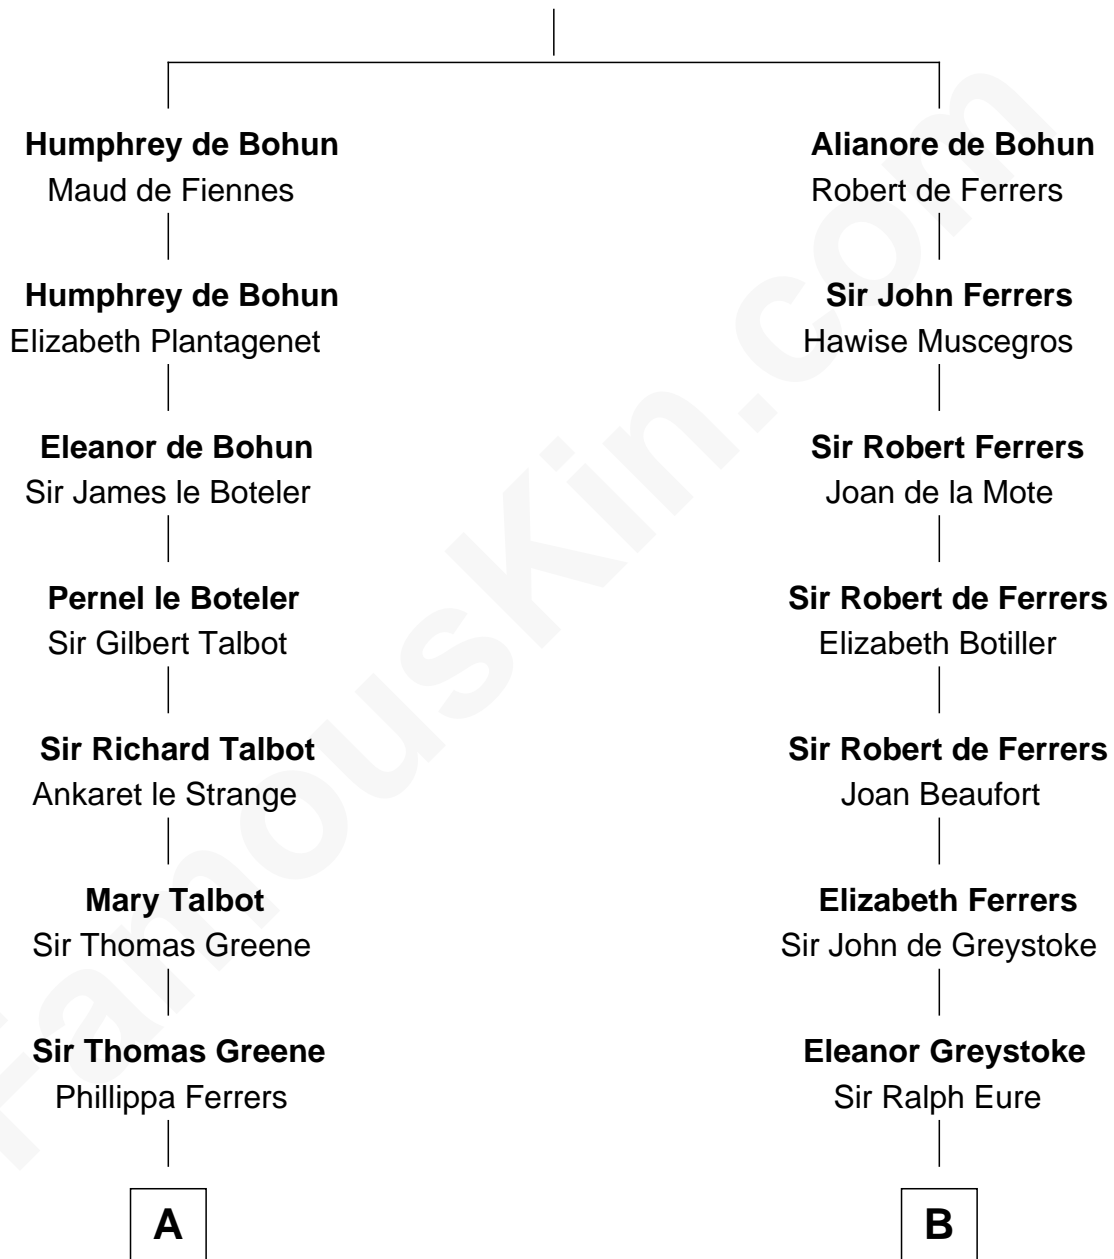 Humphrey de Bohun
Maud de Fiennes
Humphrey de Bohun
Elizabeth Plantagenet
Eleanor de Bohun
Sir James le Boteler
Pernel le Boteler
Sir Gilbert Talbot
Sir Richard Talbot
Ankaret le Strange
Mary Talbot
Sir Thomas Greene
Sir Thomas Greene
Phillippa Ferrers
A
Alianore de Bohun
Robert de Ferrers
Sir John Ferrers
Hawise Muscegros
Sir Robert Ferrers
Joan de la Mote
Sir Robert de Ferrers
Elizabeth Botiller
Sir Robert de Ferrers
Joan Beaufort
Elizabeth Ferrers
Sir John de Greystoke
Eleanor Greystoke
Sir Ralph Eure
B
FamousKin.com